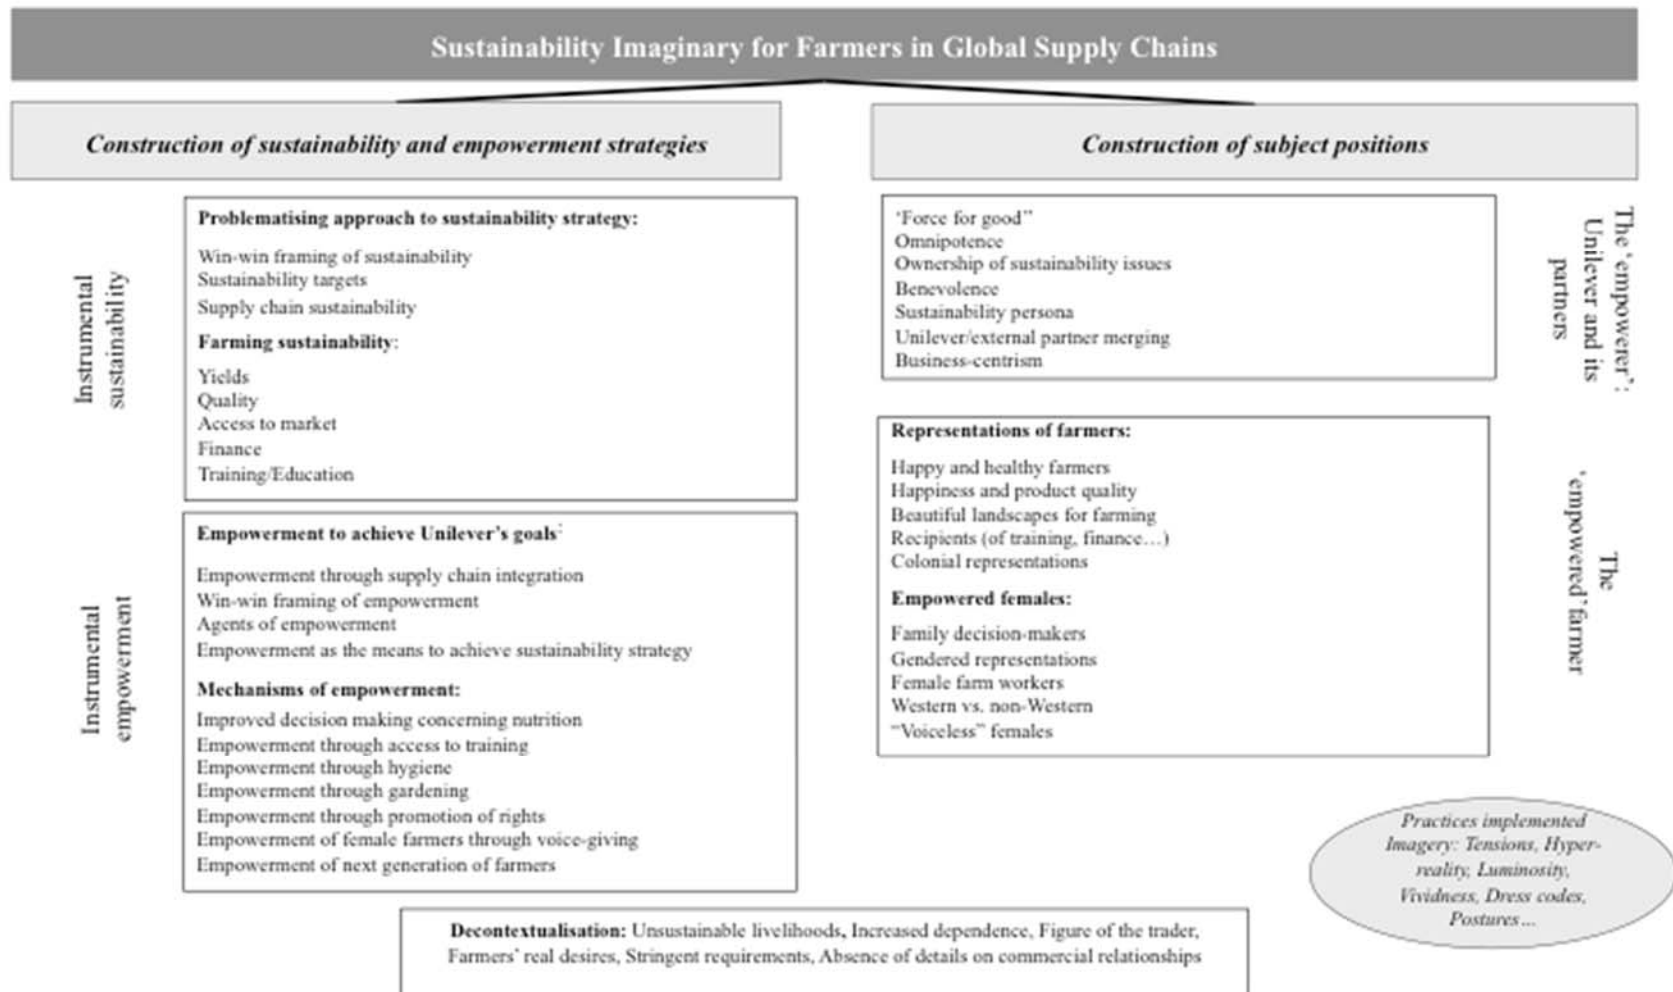 Sustainability Imaginary for Farmers in Global Supply Chains
Construction of sustainability and empowerment strategies
Instrumental
sustainability
Problematising approach to sustainability strategy:
Win-win framing of sustainability
Sustainability targets
Supply chain sustainability
Farming sustainability:
Yields
Quality
Access to market
Finance
Training/Education
Instrumental
empowerment
Empowerment to achieve Unilever's goals:
Empowerment through supply chain integration
Win-win framing of empowerment
Agents of empowerment
Empowerment as the means to achieve sustainability strategy
Mechanisms of empowerment:
Improved decision making concerning nutrition
Empowerment through access to training
Empowerment through hygiene
Empowerment through gardening
Empowerment through promotion of rights
Empowerment of female farmers through voice-giving
Empowerment of next generation of farmers
Construction of subject positions
'Force for good"
Omnipotence
Ownership of sustainability issues
Benevolence
Sustainability persona
Unilever/external partner merging
Business-centrism
The 'empowerer':
Unilever and its
partners
Representations of farmers:
Happy and healthy farmers
Happiness and product quality
Beautiful landscapes for farming
Recipients (of training, finance…)
Colonial representations
Empowered females:
Family decision-makers
Gendered representations
Female farm workers
Western vs. non-Western
"Voiceless" females
The
'empowered' farmer
Practices implemented
Imagery: Tensions, Hyper-
reality, Luminosity,
Vividness, Dress codes,
Postures…
Decontextualisation: Unsustainable livelihoods, Increased dependence, Figure of the trader,
Farmers' real desires, Stringent requirements, Absence of details on commercial relationships